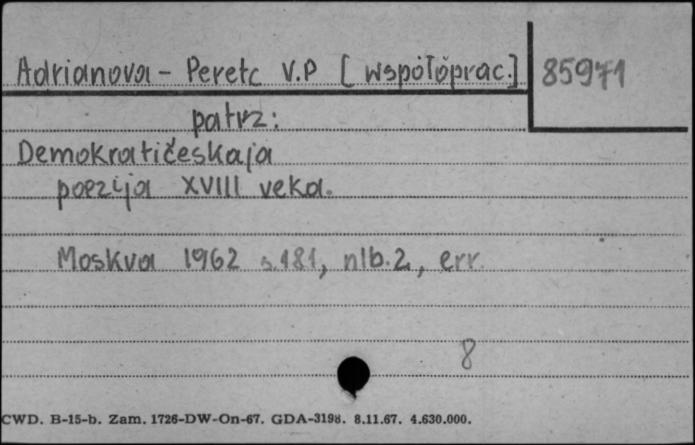 Adrianova - Peretc V.P [współoprac.] 85971
patrz:
Demokratičeskaja
poezija XVIII veka.
Moskva 1962 s.181, nlb.2, err.
8
CWD. B-15-b. Zam. 1726-DW-On-67. GDA-3198. 8.11.67. 4.630.000.